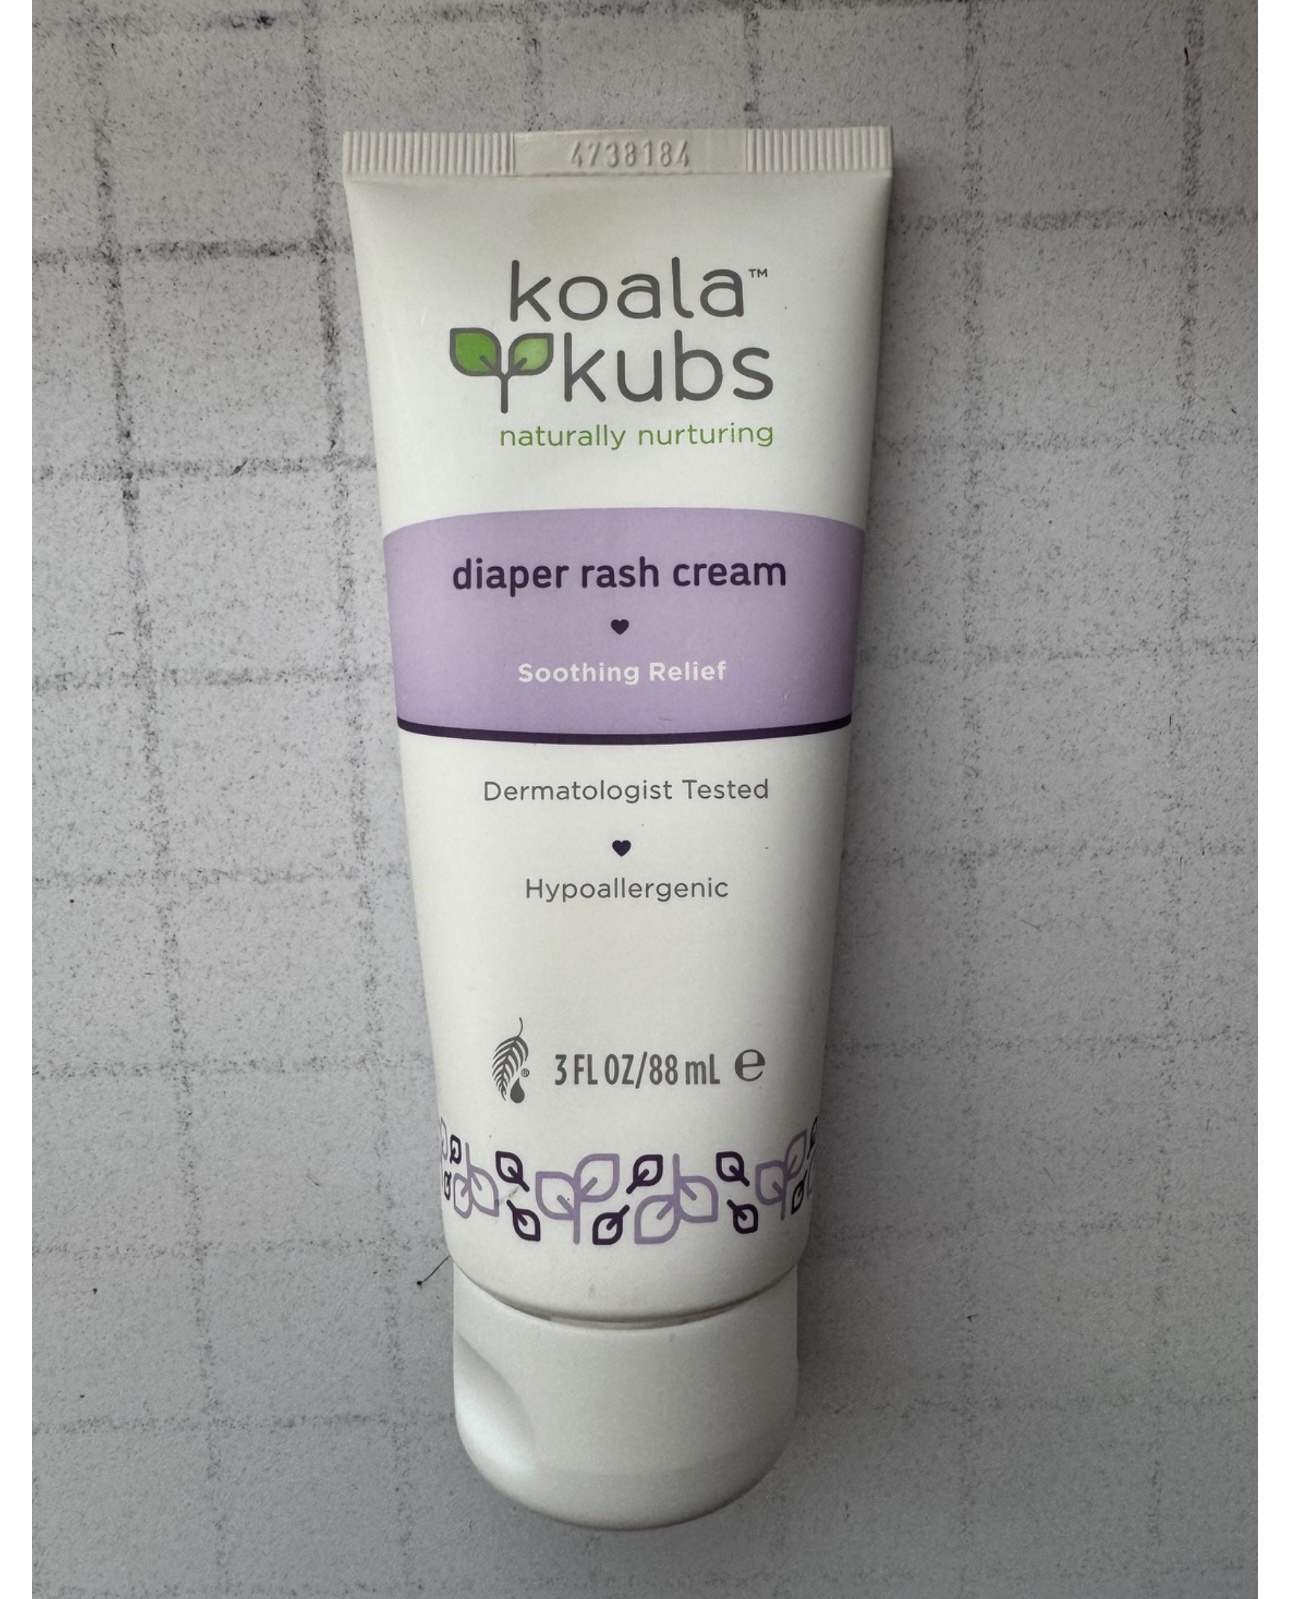 4738184
koala™
kubs
naturally nurturing
diaper rash cream
Soothing Relief
Dermatologist Tested
Hypoallergenic
® 3 FL OZ/88 mL ℮